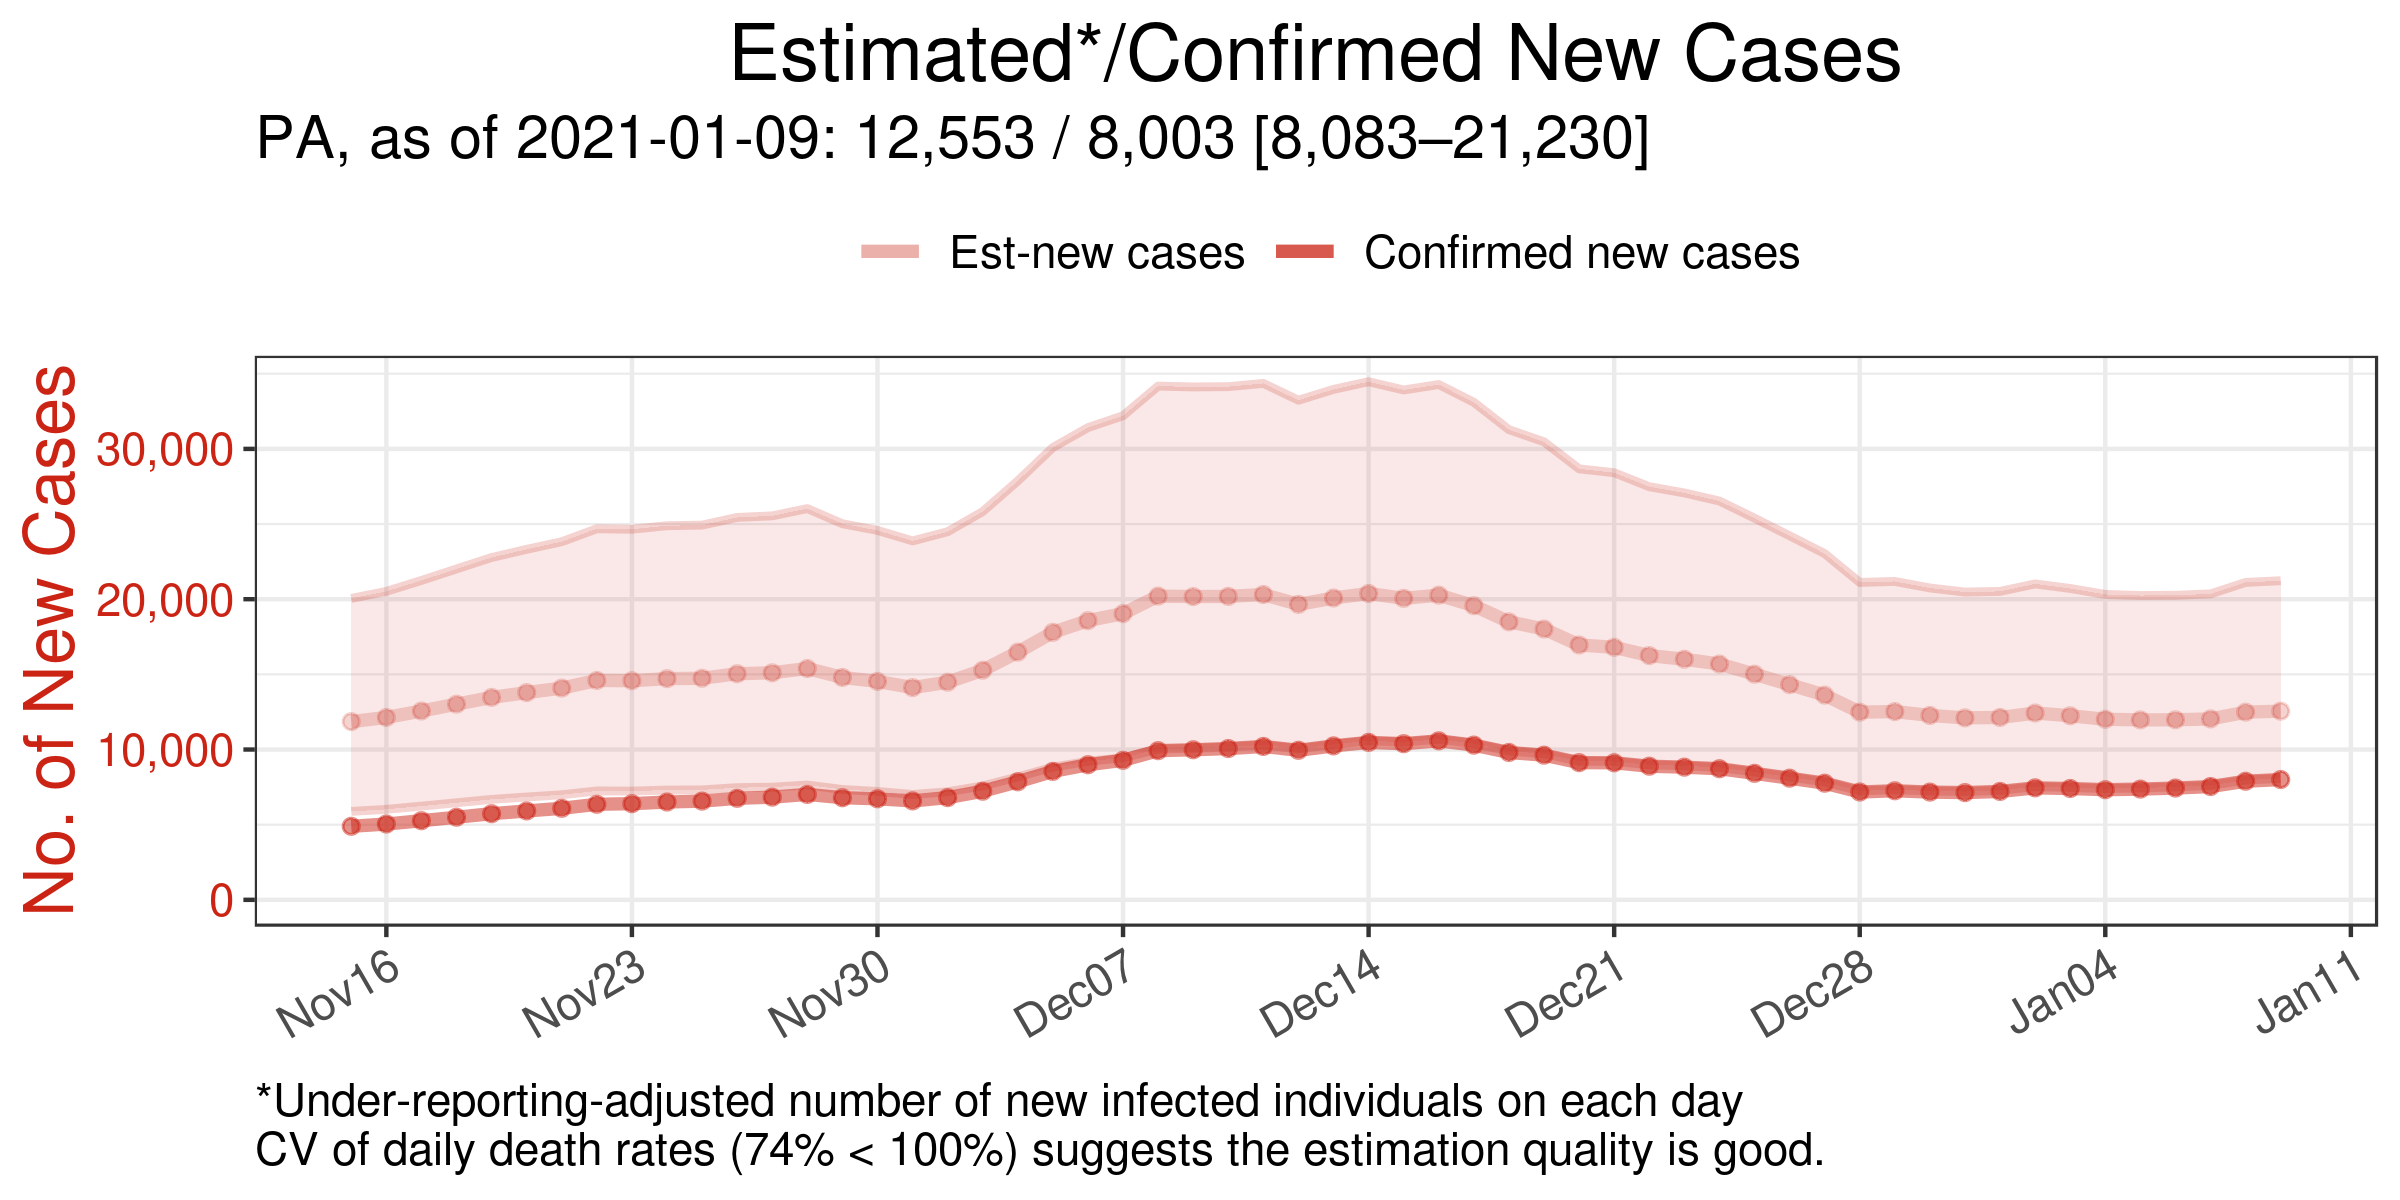 Estimated*/Confirmed New Cases
PA, as of 2021-01-09: 12,553 / 8,003 [8,083–21,230]
Est-new cases Confirmed new cases
No. of New Cases
30,000
20,000
10,000
0
Nov16 Nov23 Nov30 Dec07 Dec14 Dec21 Dec28 Jan04 Jan11
*Under-reporting-adjusted number of new infected individuals on each day
CV of daily death rates (74% < 100%) suggests the estimation quality is good.